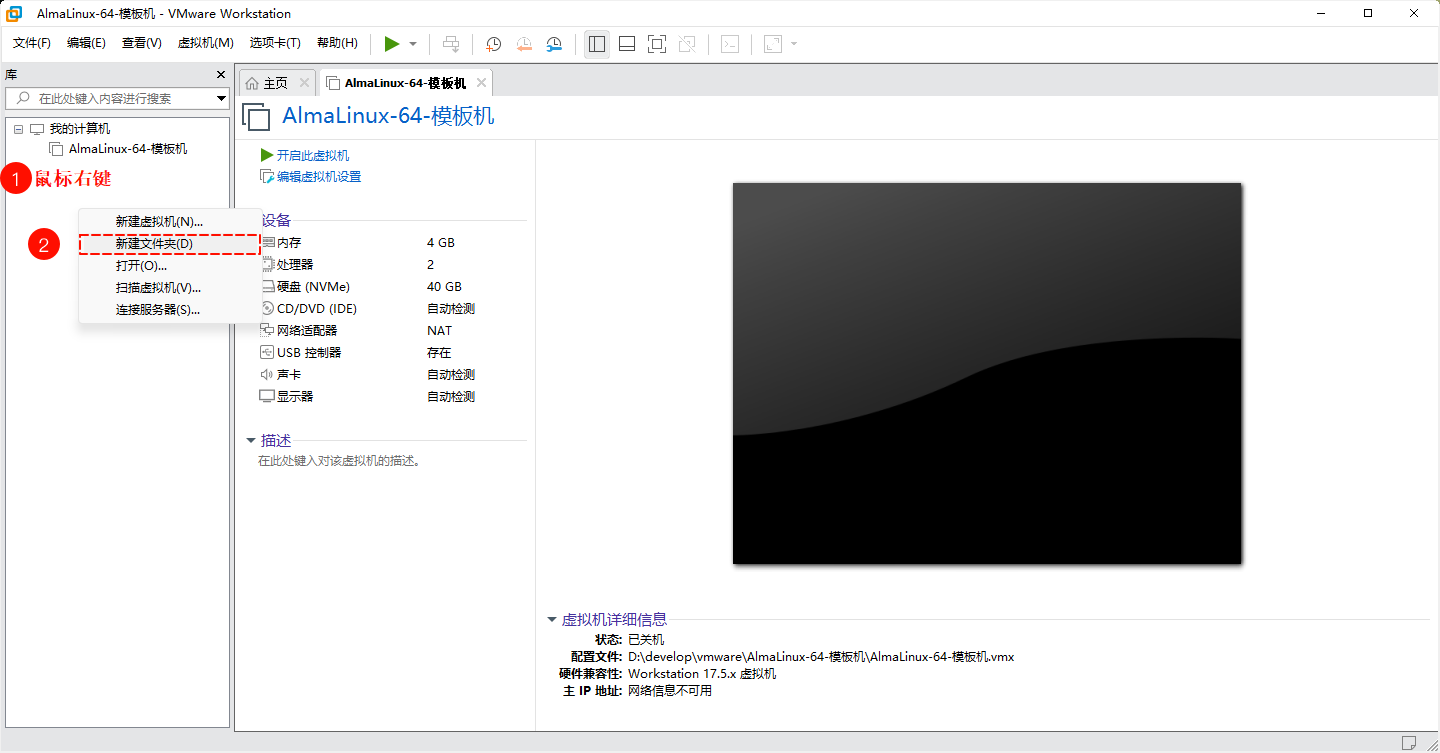 AlmaLinux-64-模板机 - VMware Workstation
文件(F) 编辑(E) 查看(V) 虚拟机(M) 选项卡(T) 帮助(H)
库
在此处键入内容进行搜索
我的计算机
AlmaLinux-64-模板机
1 鼠标右键
2
新建虚拟机(N)...
新建文件夹(D)
打开(O)...
扫描虚拟机(V)...
连接服务器(S)...
主页 AlmaLinux-64-模板机
AlmaLinux-64-模板机
开启此虚拟机
编辑虚拟机设置
设备
内存 4 GB
处理器 2
硬盘 (NVMe) 40 GB
CD/DVD (IDE) 自动检测
网络适配器 NAT
USB 控制器 存在
声卡 自动检测
显示器 自动检测
描述
在此处键入对该虚拟机的描述。
虚拟机详细信息
状态: 已关机
配置文件: D:\develop\vmware\AlmaLinux-64-模板机\AlmaLinux-64-模板机.vmx
硬件兼容性: Workstation 17.5.x 虚拟机
主 IP 地址: 网络信息不可用